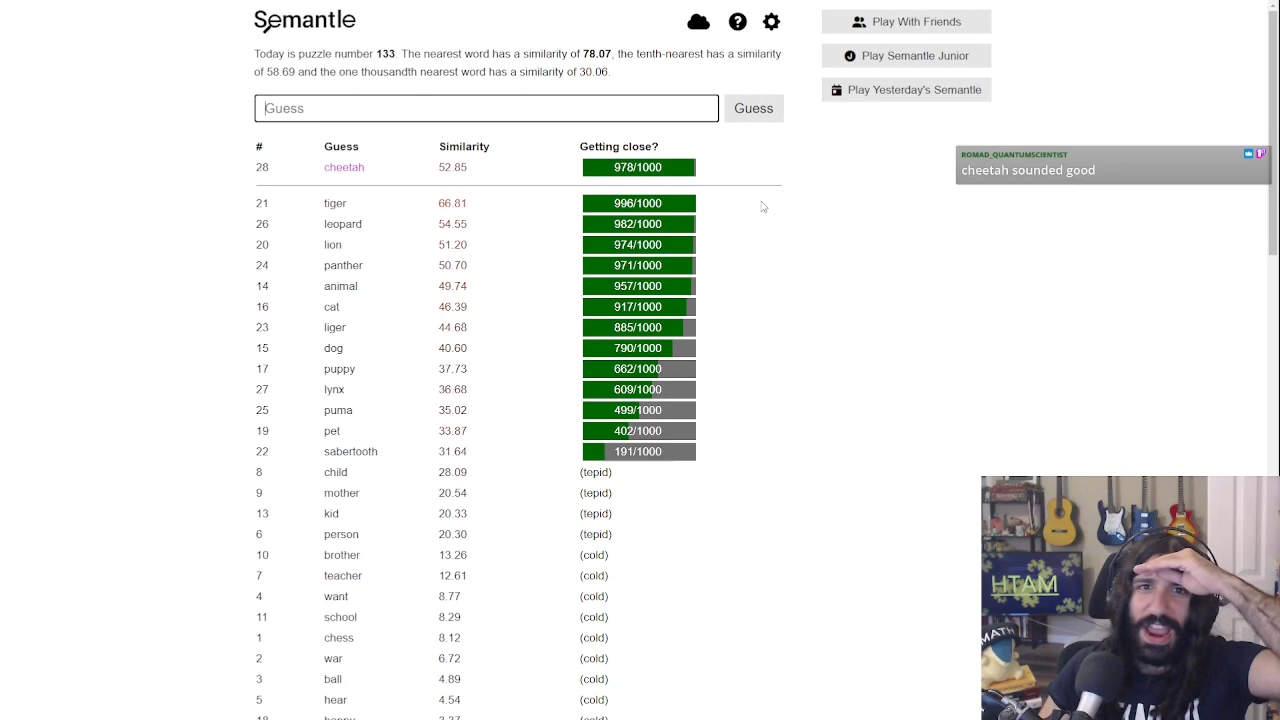 Semantle
Play With Friends
Today is puzzle number 133. The nearest word has a similarity of 78.07, the tenth-nearest has a similarity
of 58.69 and the one thousandth nearest word has a similarity of 30.06.
Play Semantle Junior
Play Yesterday's Semantle
Guess Guess
# Guess Similarity Getting close?
28 cheetah 52.85 978/1000
ROMAD_QUANTUMSCIENTIST
cheetah sounded good
21 tiger 66.81 996/1000
26 leopard 54.55 982/1000
20 lion 51.20 974/1000
24 panther 50.70 971/1000
14 animal 49.74 957/1000
16 cat 46.39 917/1000
23 liger 44.68 885/1000
15 dog 40.60 790/1000
17 puppy 37.73 662/1000
27 lynx 36.68 609/1000
25 puma 35.02 499/1000
19 pet 33.87 402/1000
22 sabertooth 31.64 191/1000
8 child 28.09 (tepid)
9 mother 20.54 (tepid)
13 kid 20.33 (tepid)
6 person 20.30 (tepid)
10 brother 13.26 (cold)
7 teacher 12.61 (cold)
4 want 8.77 (cold)
11 school 8.29 (cold)
1 chess 8.12 (cold)
2 war 6.72 (cold)
3 ball 4.89 (cold)
5 hear 4.54 (cold)
HTAM
MATH